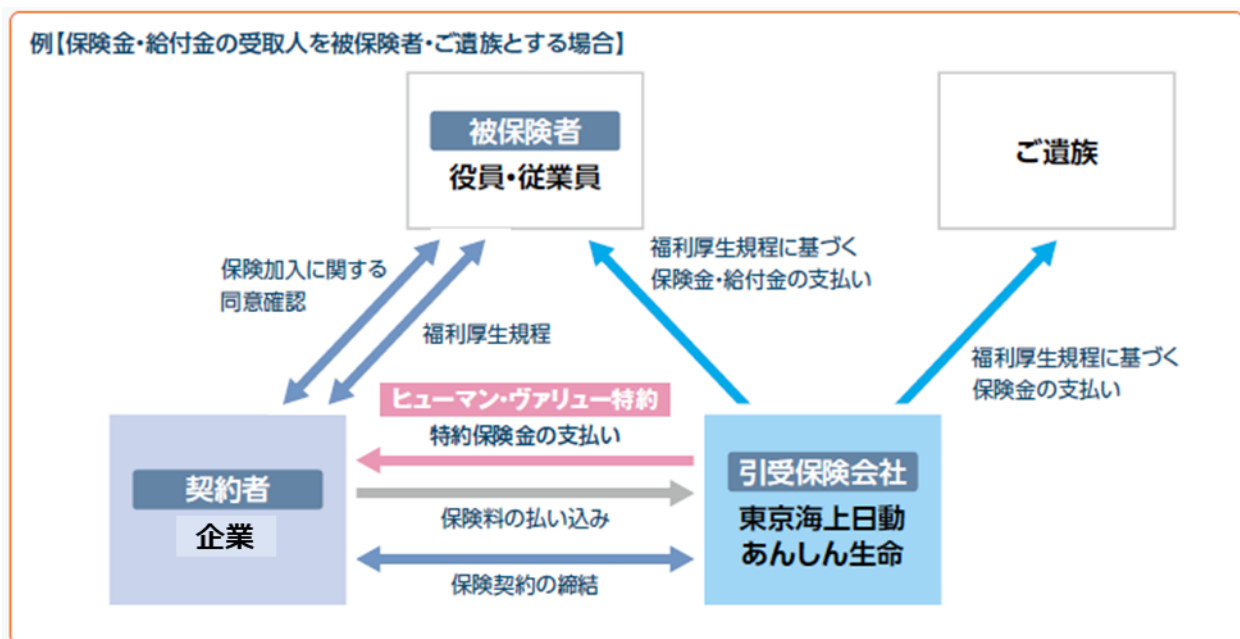 例【保険金・給付金の受取人を被保険者・ご遺族とする場合】
被保険者
役員・従業員
ご遺族
保険加入に関する
同意確認
福利厚生規程
福利厚生規程に基づく
保険金・給付金の支払い
福利厚生規程に基づく
保険金の支払い
ヒューマン・ヴァリュー特約
特約保険金の支払い
契約者
企業
保険料の払い込み
保険契約の締結
引受保険会社
東京海上日動
あんしん生命